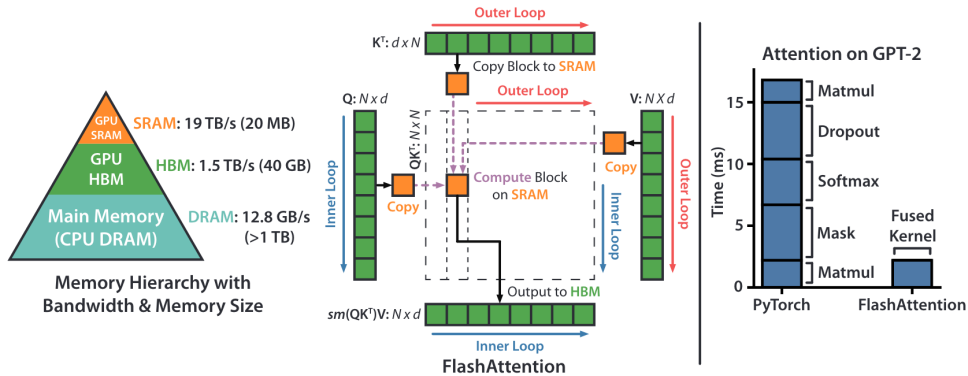 GPU
SRAM
GPU
HBM
Main Memory
(CPU DRAM)
SRAM: 19 TB/s (20 MB)
HBM: 1.5 TB/s (40 GB)
DRAM: 12.8 GB/s
(>1 TB)
Memory Hierarchy with
Bandwidth & Memory Size
Outer Loop
Kᵀ: d x N
Copy Block to SRAM
Outer Loop
Q: N x d
V: N X d
QKᵀ: N x N
Copy
Copy
Compute Block
on SRAM
Inner Loop
Inner Loop
Outer Loop
Output to HBM
sm(QKᵀ)V: N x d
Inner Loop
FlashAttention
Attention on GPT-2
Time (ms)
15
10
5
0
Matmul
Dropout
Softmax
Mask
Matmul
Fused
Kernel
PyTorch
FlashAttention